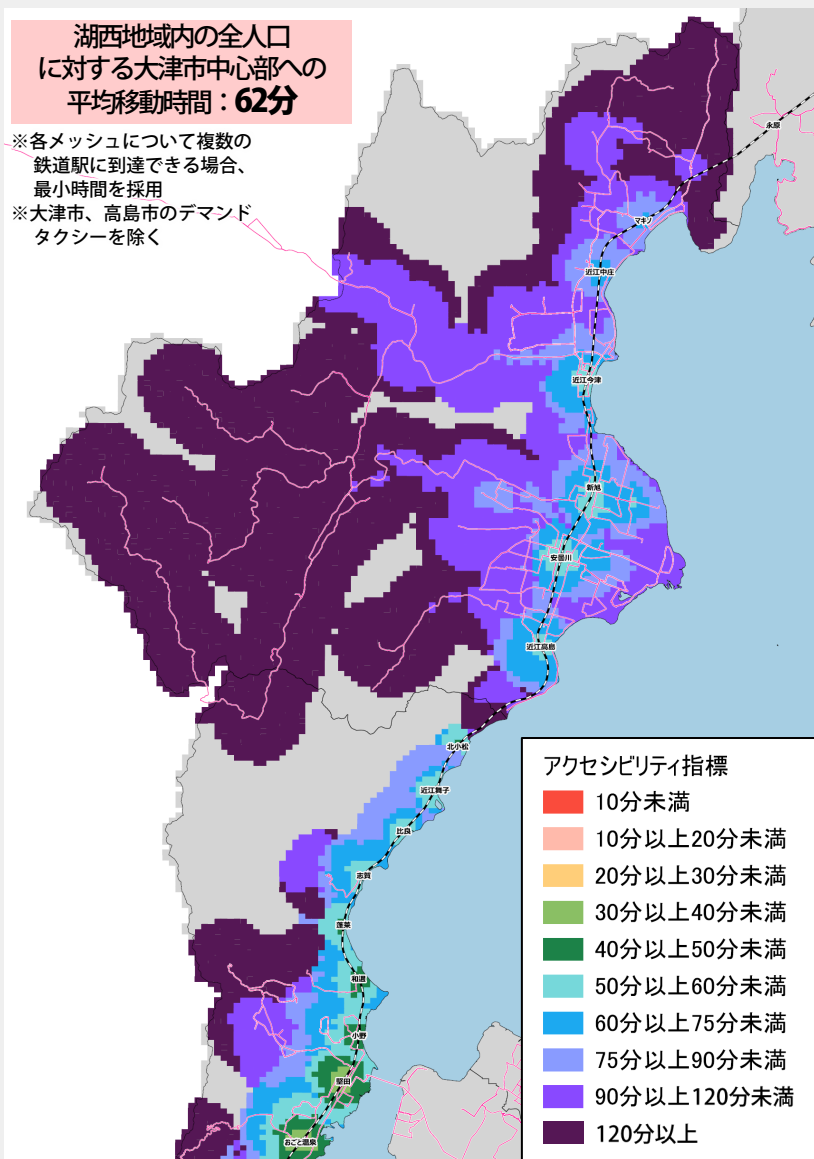 湖西地域内の全人口
に対する大津市中心部への
平均移動時間：62分
※各メッシュについて複数の
鉄道駅に到達できる場合、
最小時間を採用
※大津市、高島市のデマンド
タクシーを除く
永原
マキノ
近江中庄
近江今津
新旭
安曇川
近江高島
北小松
近江舞子
比良
志賀
蓬莱
和邇
小野
堅田
おごと温泉
アクセシビリティ指標
10分未満
10分以上20分未満
20分以上30分未満
30分以上40分未満
40分以上50分未満
50分以上60分未満
60分以上75分未満
75分以上90分未満
90分以上120分未満
120分以上